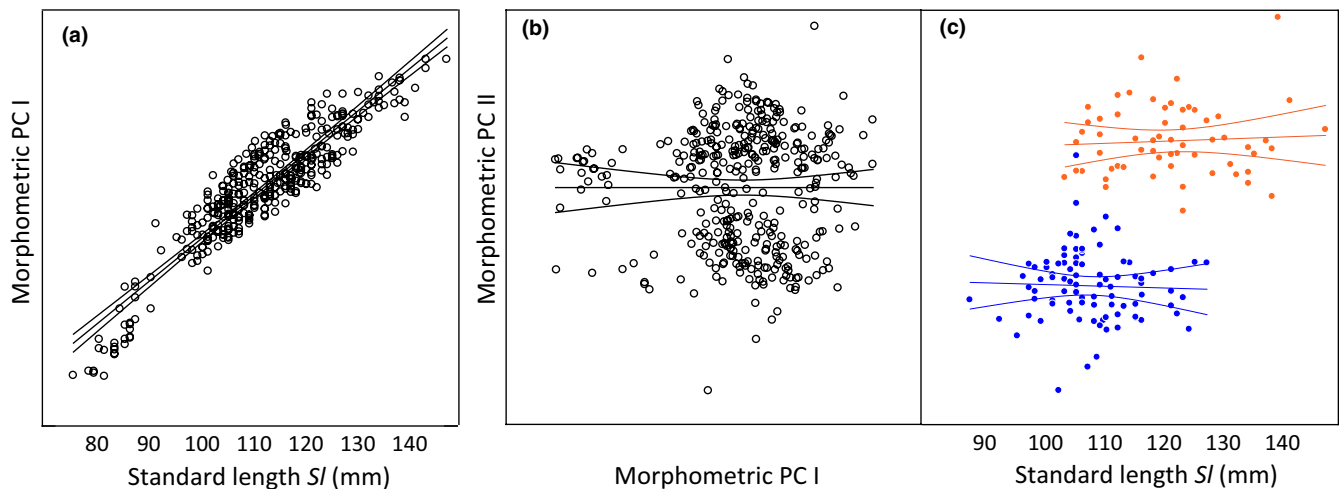 (a)
Morphometric PC I
80 90 100 110 120 130 140
Standard length Sl (mm)
(b)
Morphometric PC II
Morphometric PC I
(c)
90 100 110 120 130 140
Standard length Sl (mm)